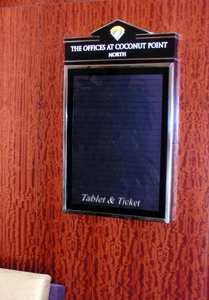 THE OFFICES AT COCONUT POINT
NORTH
Tablet & Ticket